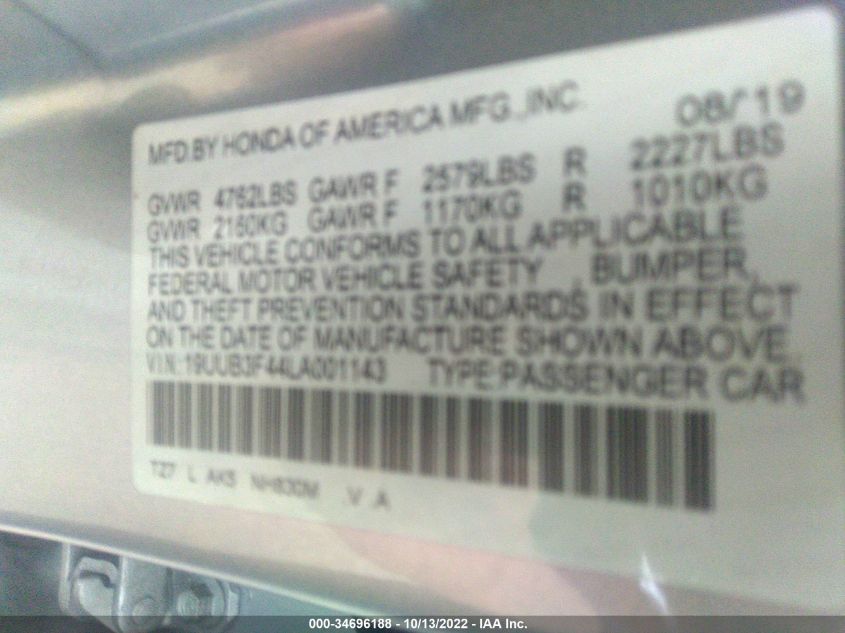 MFD.BY HONDA OF AMERICA MFG.,INC. 08/19
GVWR 4762LBS GAWR F 2579LBS R 2227LBS
GVWR 2160KG GAWR F 1170KG R 1010KG
THIS VEHICLE CONFORMS TO ALL APPLICABLE
FEDERAL MOTOR VEHICLE SAFETY , BUMPER,
AND THEFT PREVENTION STANDARDS IN EFFECT
ON THE DATE OF MANUFACTURE SHOWN ABOVE.
V.I.N.:19UUB3F44LA001143 TYPE:PASSENGER CAR
T27 L AKS NH830M .V .A
000-34696188 - 10/13/2022 - IAA Inc.